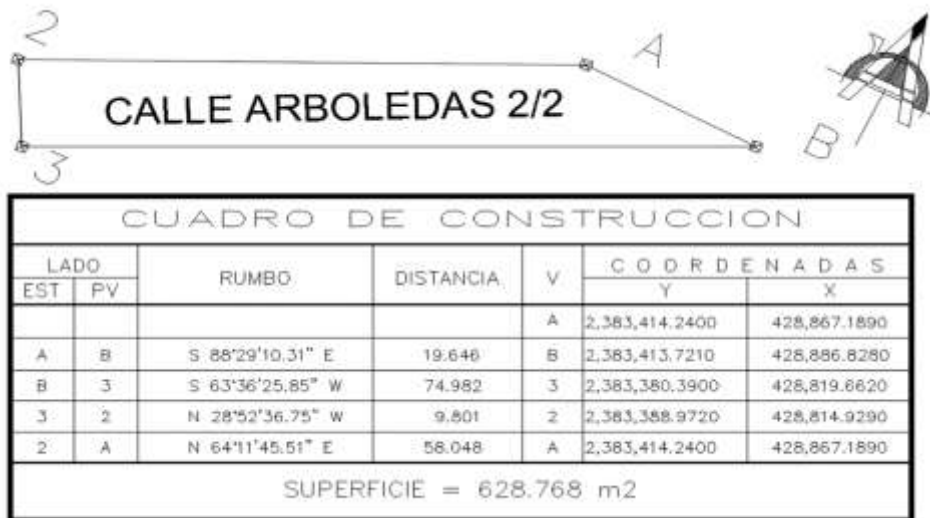 2
A
CALLE ARBOLEDAS 2/2
B
3
CUADRO DE CONSTRUCCION
LADO RUMBO DISTANCIA V COORDENADAS
EST PV Y X
A 2,383,414.2400 428,867.1890
A B S 88°29'10.31" E 19.646 B 2,383,413.7210 428,886.8280
B 3 S 63°36'25.85" W 74.982 3 2,383,380.3900 428,819.6620
3 2 N 28°52'36.75" W 9.801 2 2,383,388.9720 428,814.9290
2 A N 64°11'45.51" E 58.048 A 2,383,414.2400 428,867.1890
SUPERFICIE = 628.768 m2